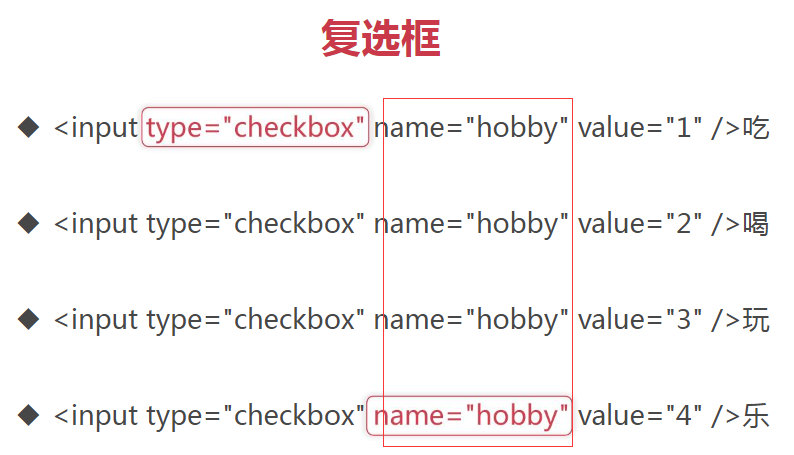 复选框
◆ <input type="checkbox" name="hobby" value="1" />吃
◆ <input type="checkbox" name="hobby" value="2" />喝
◆ <input type="checkbox" name="hobby" value="3" />玩
◆ <input type="checkbox" name="hobby" value="4" />乐